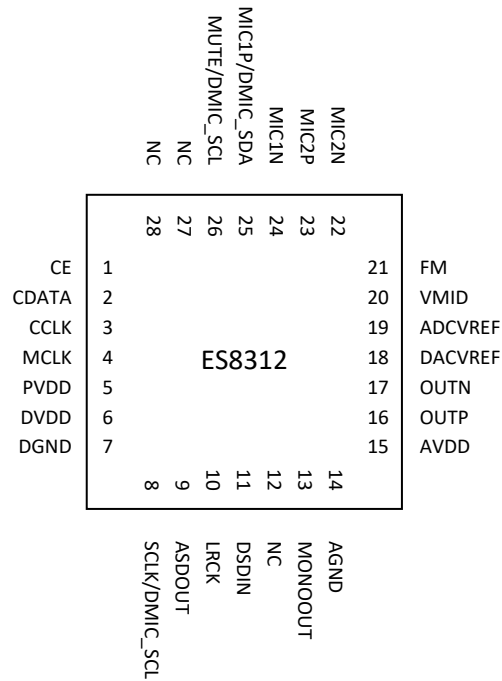 NC
NC
MUTE/DMIC_SCL
MIC1P/DMIC_SDA
MIC1N
MIC2P
MIC2N
28
27
26
25
24
23
22
CE 1
CDATA 2
CCLK 3
MCLK 4
PVDD 5
DVDD 6
DGND 7
ES8312
21 FM
20 VMID
19 ADCVREF
18 DACVREF
17 OUTN
16 OUTP
15 AVDD
8
9
10
11
12
13
14
SCLK/DMIC_SCL
ASDOUT
LRCK
DSDIN
NC
MONOOUT
AGND